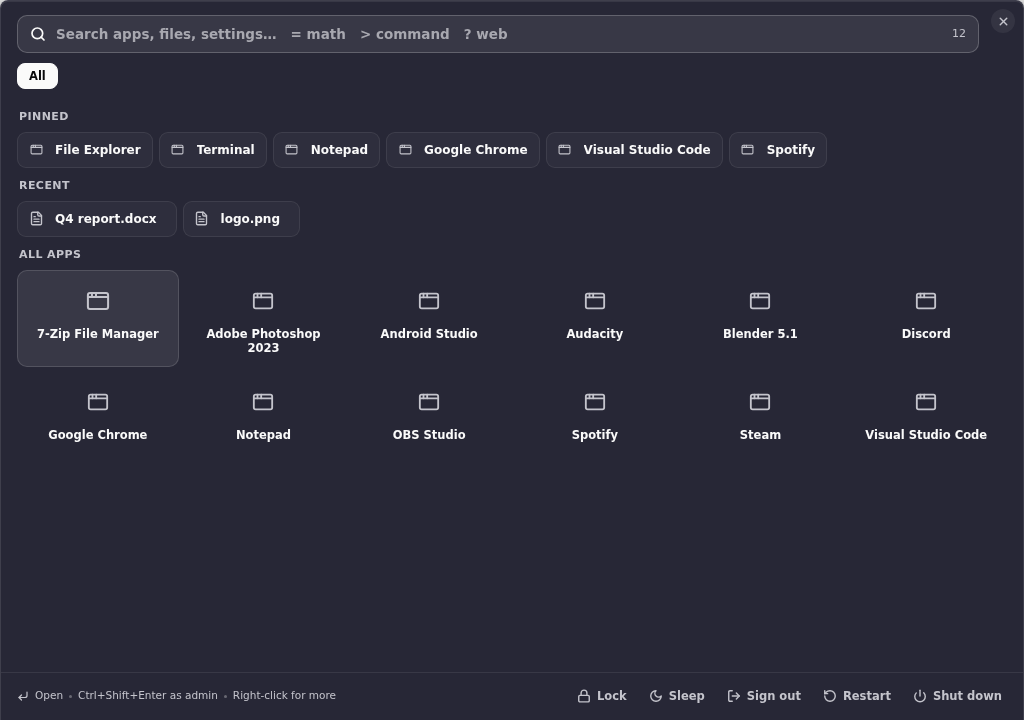 Search apps, files, settings… = math > command ? web
12
All
PINNED
File Explorer
Terminal
Notepad
Google Chrome
Visual Studio Code
Spotify
RECENT
Q4 report.docx
logo.png
ALL APPS
7-Zip File Manager
Adobe Photoshop
2023
Android Studio
Audacity
Blender 5.1
Discord
Google Chrome
Notepad
OBS Studio
Spotify
Steam
Visual Studio Code
Open • Ctrl+Shift+Enter as admin • Right-click for more
Lock
Sleep
Sign out
Restart
Shut down